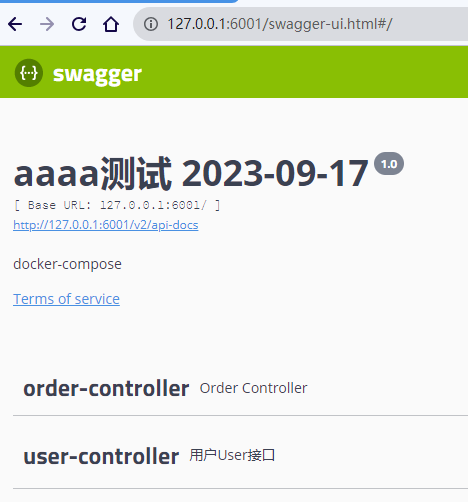 127.0.0.1:6001/swagger-ui.html#/
{··} swagger
aaaa测试 2023-09-17 1.0
[ Base URL: 127.0.0.1:6001/ ]
http://127.0.0.1:6001/v2/api-docs
docker-compose
Terms of service
order-controller Order Controller
user-controller 用户User接口